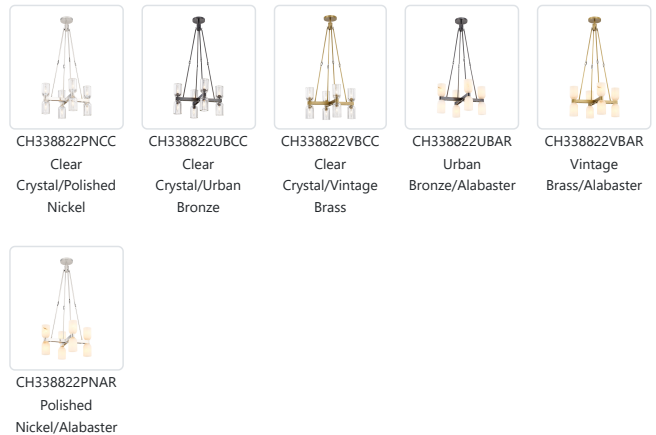 CH338822PNCC
Clear
Crystal/Polished
Nickel
CH338822UBCC
Clear
Crystal/Urban
Bronze
CH338822VBCC
Clear
Crystal/Vintage
Brass
CH338822UBAR
Urban
Bronze/Alabaster
CH338822VBAR
Vintage
Brass/Alabaster
CH338822PNAR
Polished
Nickel/Alabaster